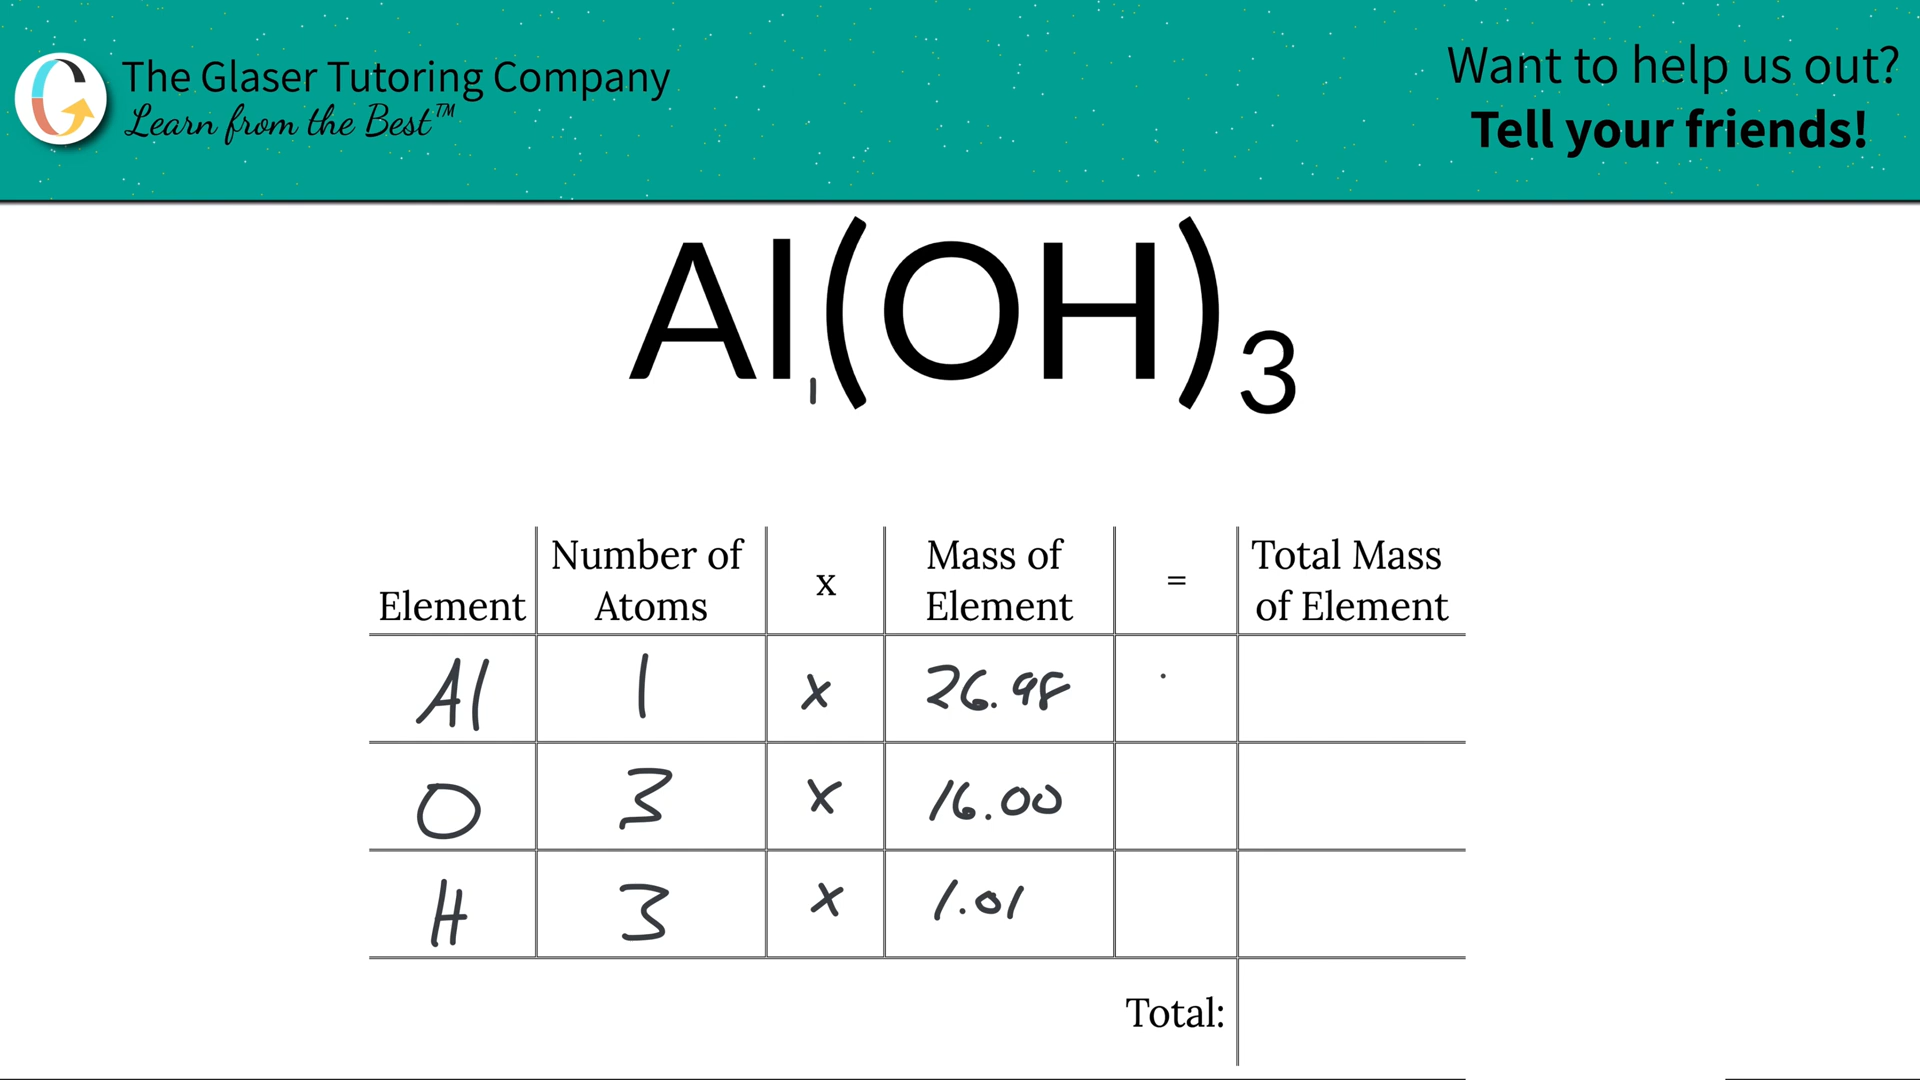 The Glaser Tutoring Company
Learn from the Best™
Want to help us out?
Tell your friends!
Al₁(OH)₃
Element | Number of Atoms | x | Mass of Element | = | Total Mass of Element
Al 1 x 26.98
O 3 x 16.00
H 3 x 1.01
Total: